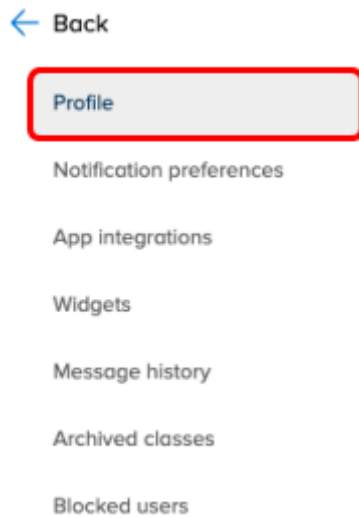 Back
Profile
Notification preferences
App integrations
Widgets
Message history
Archived classes
Blocked users